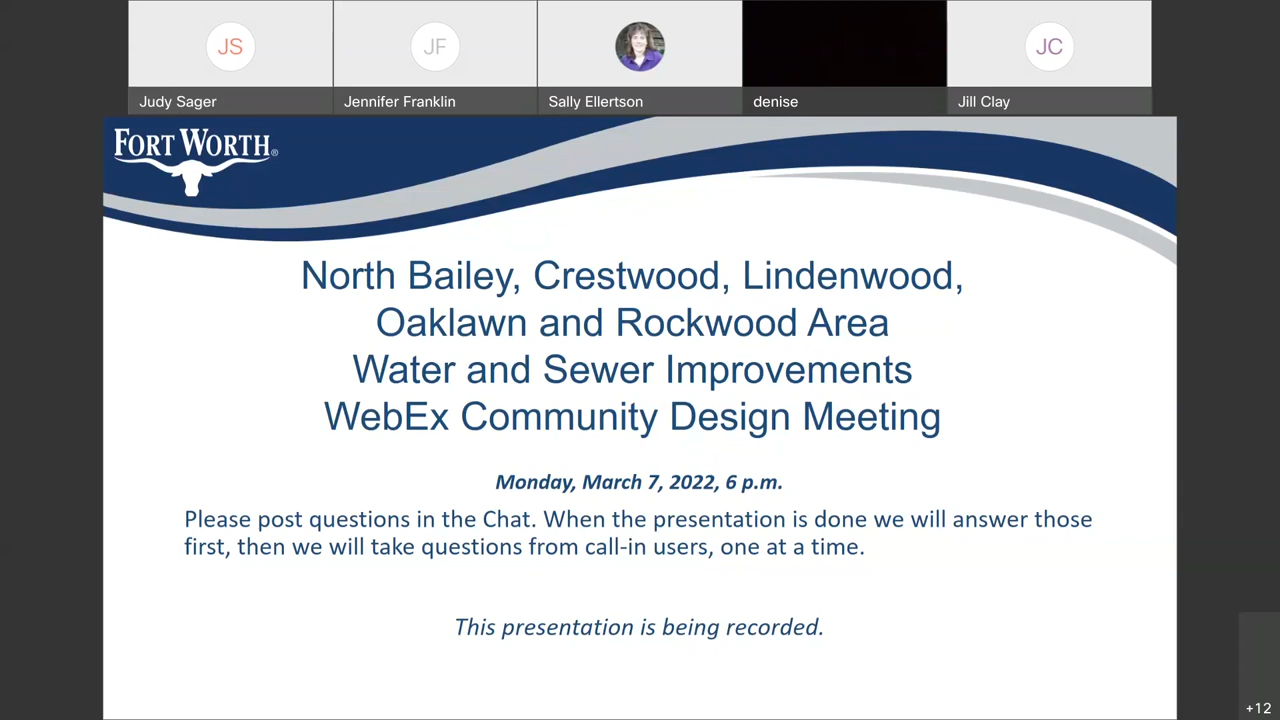 JS
JF
JC
Judy Sager
Jennifer Franklin
Sally Ellertson
denise
Jill Clay
FORT WORTH®
North Bailey, Crestwood, Lindenwood,
Oaklawn and Rockwood Area
Water and Sewer Improvements
WebEx Community Design Meeting
Monday, March 7, 2022, 6 p.m.
Please post questions in the Chat. When the presentation is done we will answer those
first, then we will take questions from call-in users, one at a time.
This presentation is being recorded.
+12